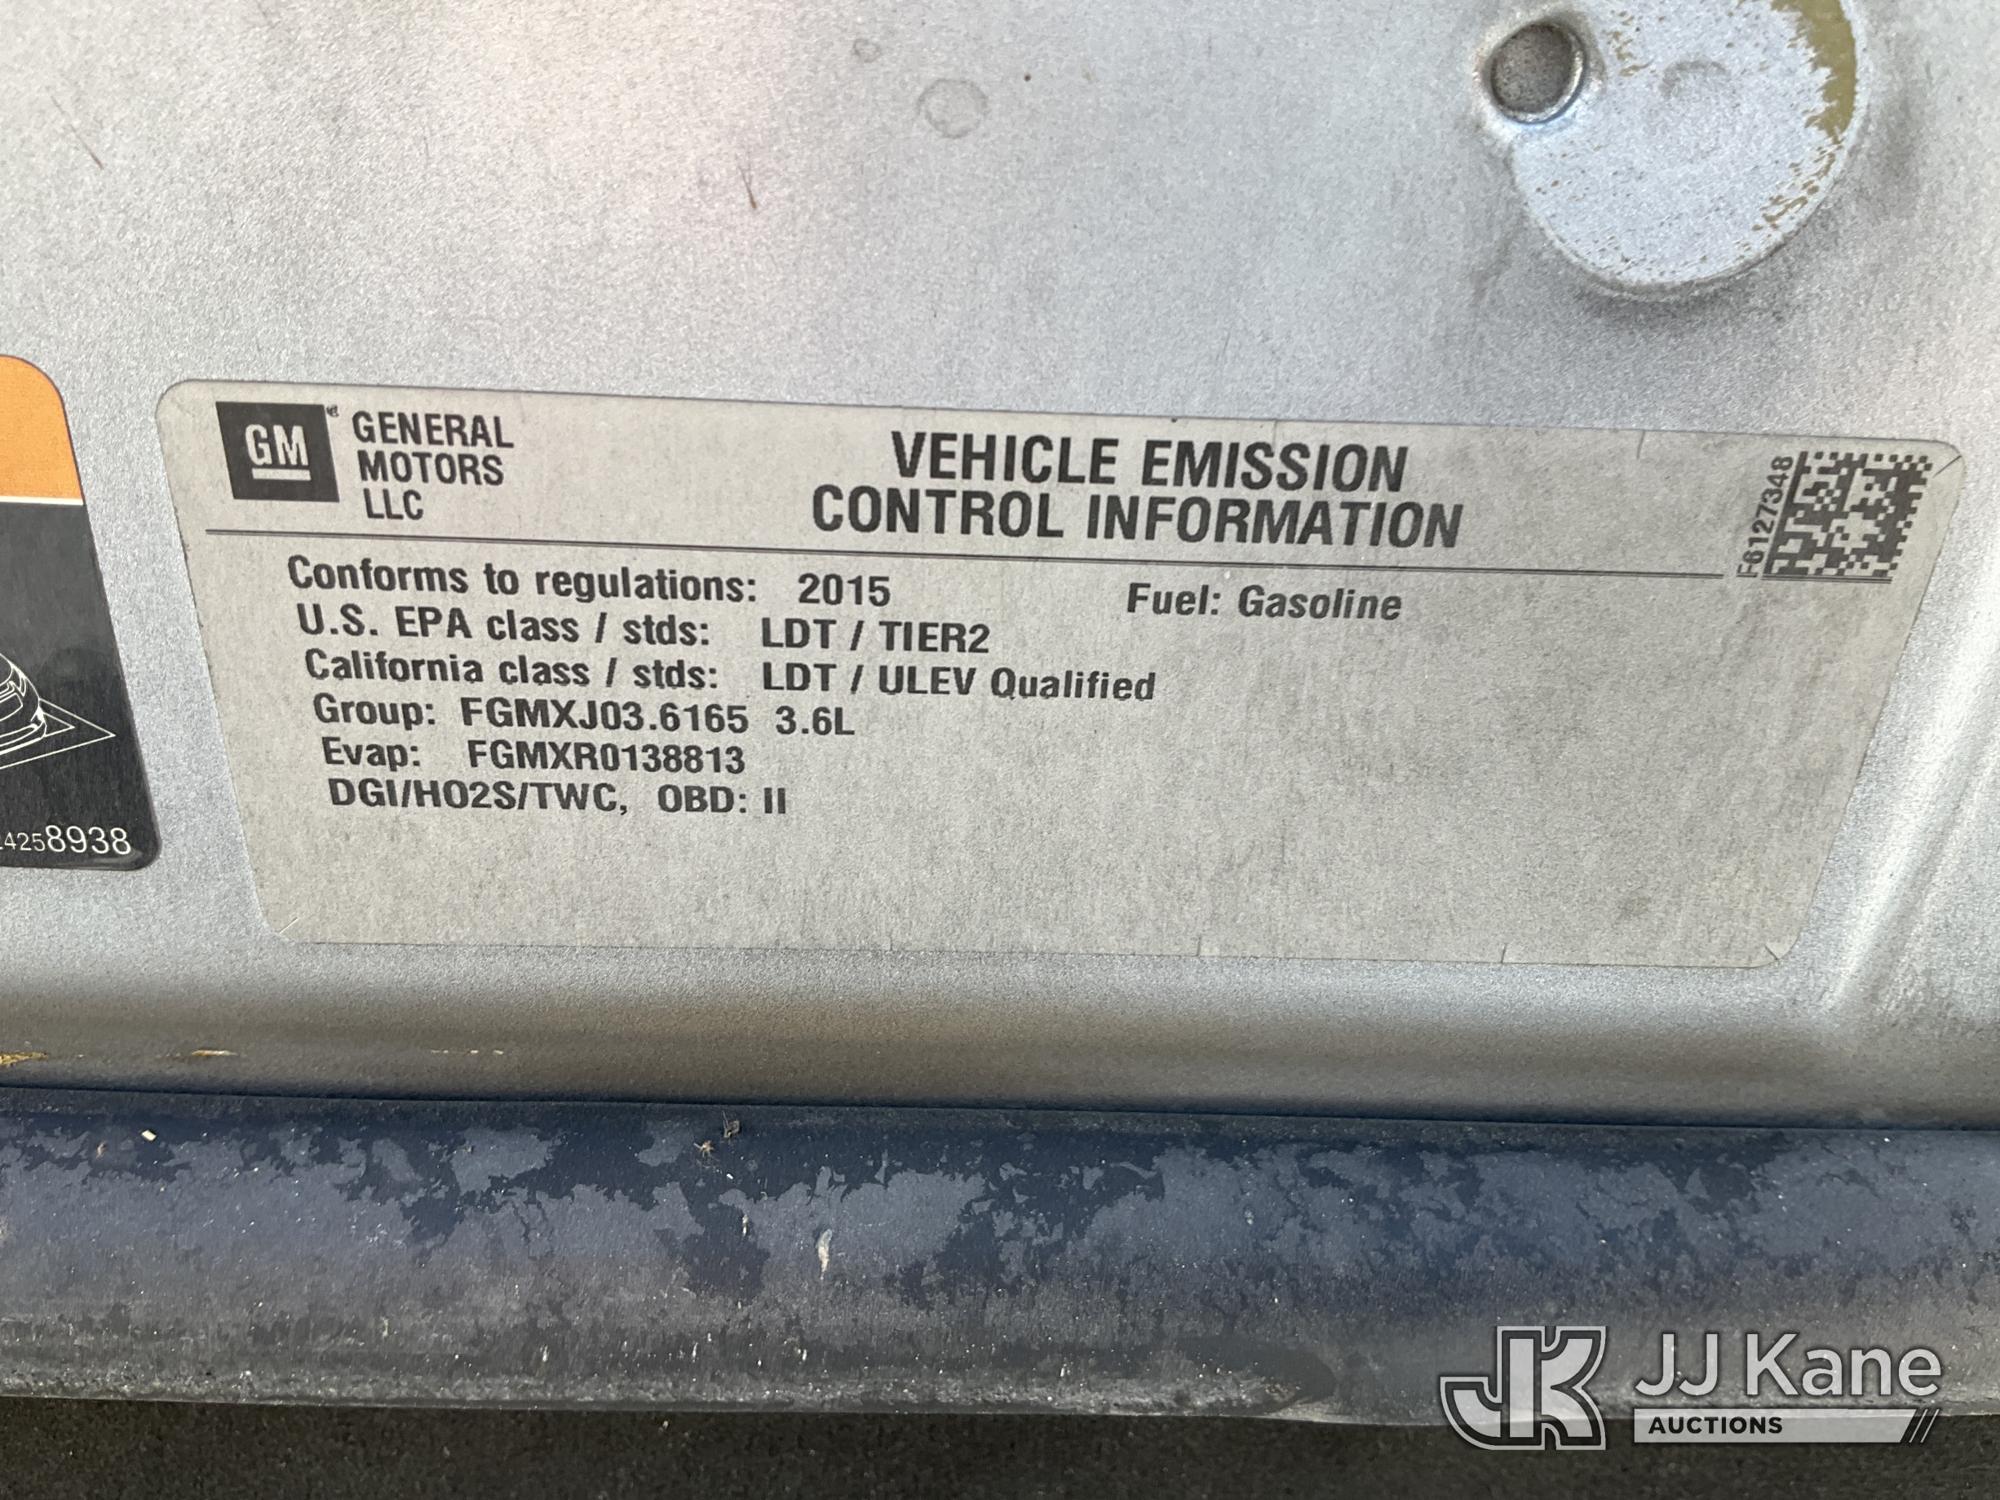 GM
GENERAL
MOTORS
LLC
VEHICLE EMISSION
CONTROL INFORMATION
F6127348
Conforms to regulations: 2015 Fuel: Gasoline
U.S. EPA class / stds: LDT / TIER2
California class / stds: LDT / ULEV Qualified
Group: FGMXJ03.6165 3.6L
Evap: FGMXR0138813
DGI/HO2S/TWC, OBD: II
4258938
JK JJ Kane
AUCTIONS